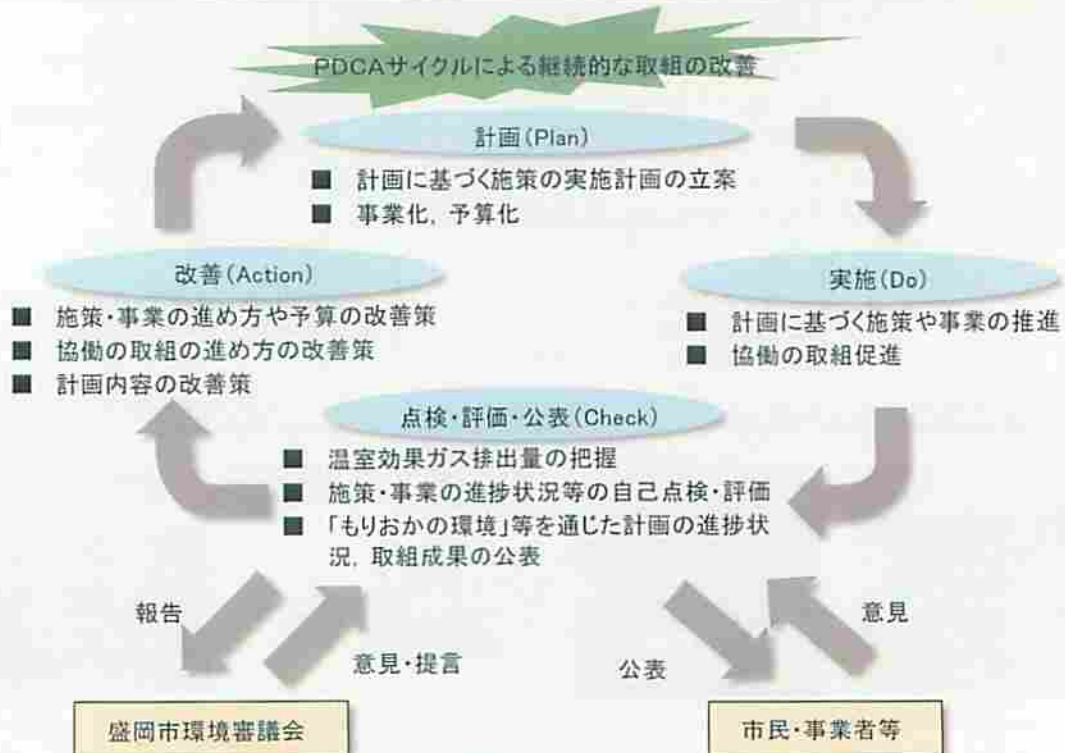 PDCAサイクルによる継続的な取組の改善
計画(Plan)
■ 計画に基づく施策の実施計画の立案
■ 事業化，予算化
改善(Action)
■ 施策・事業の進め方や予算の改善策
■ 協働の取組の進め方の改善策
■ 計画内容の改善策
実施(Do)
■ 計画に基づく施策や事業の推進
■ 協働の取組促進
点検・評価・公表(Check)
■ 温室効果ガス排出量の把握
■ 施策・事業の進捗状況等の自己点検・評価
■ 「もりおかの環境」等を通じた計画の進捗状
況，取組成果の公表
報告
意見・提言
公表
意見
盛岡市環境審議会
市民・事業者等